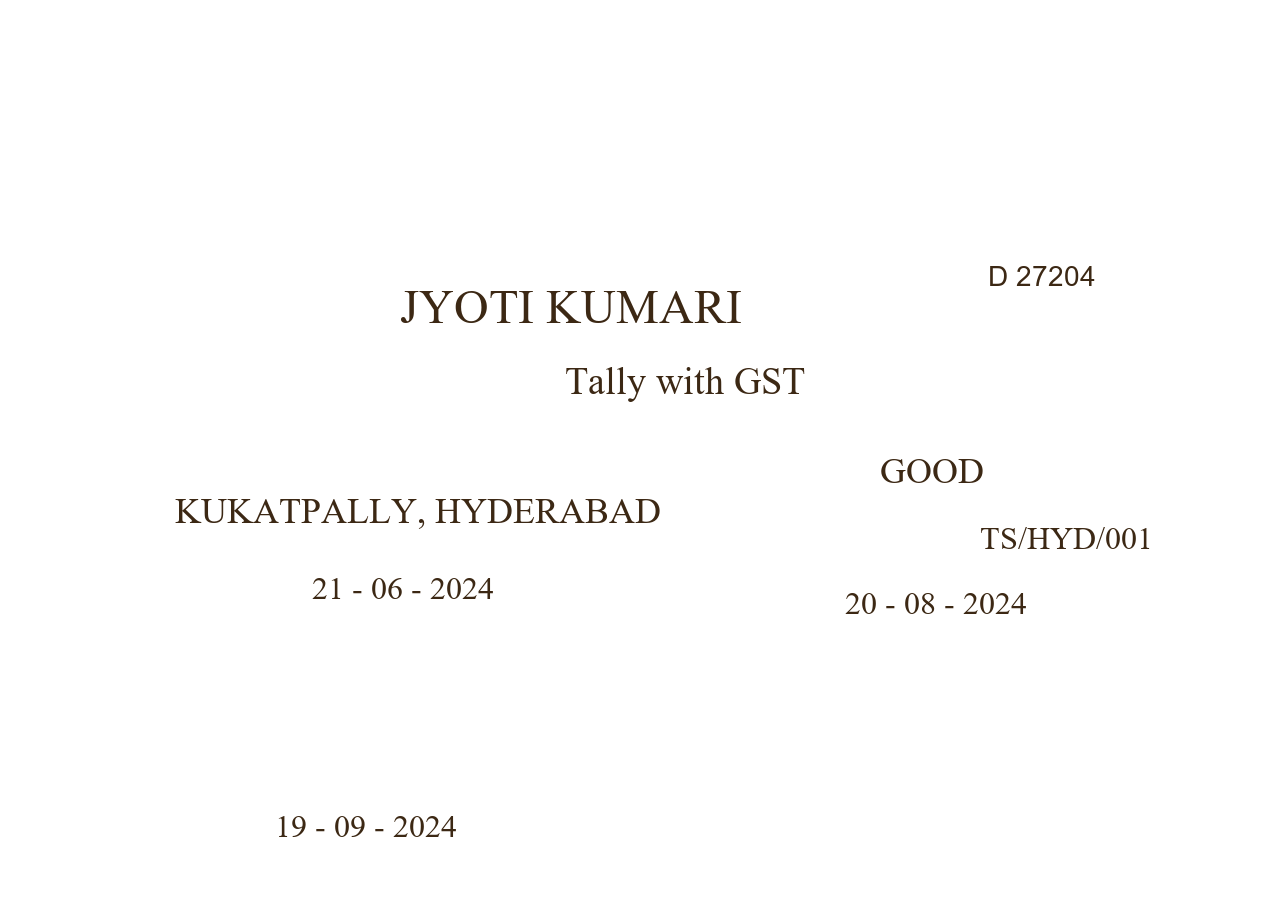 D 27204
JYOTI KUMARI
Tally with GST
GOOD
KUKATPALLY, HYDERABAD
TS/HYD/001
21 - 06 - 2024
20 - 08 - 2024
19 - 09 - 2024